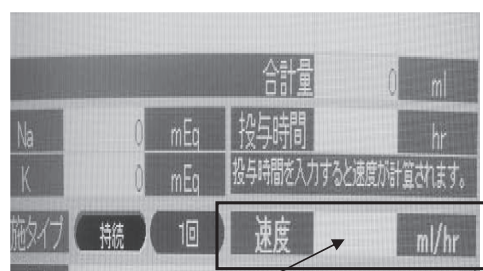 合計量 0 ml
Na 0 mEq 投与時間 hr
K 0 mEq 投与時間を入力すると速度が計算されます。
施タイプ 持続 1回 速度 ml/hr